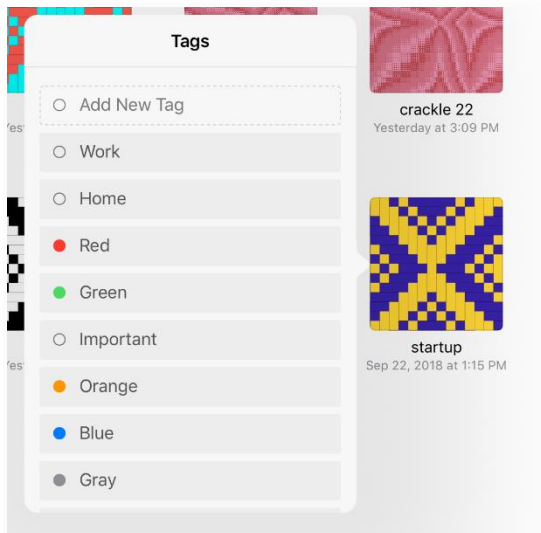 Tags
Add New Tag
Work
Home
Red
Green
Important
Orange
Blue
Gray
crackle 22
Yesterday at 3:09 PM
startup
Sep 22, 2018 at 1:15 PM